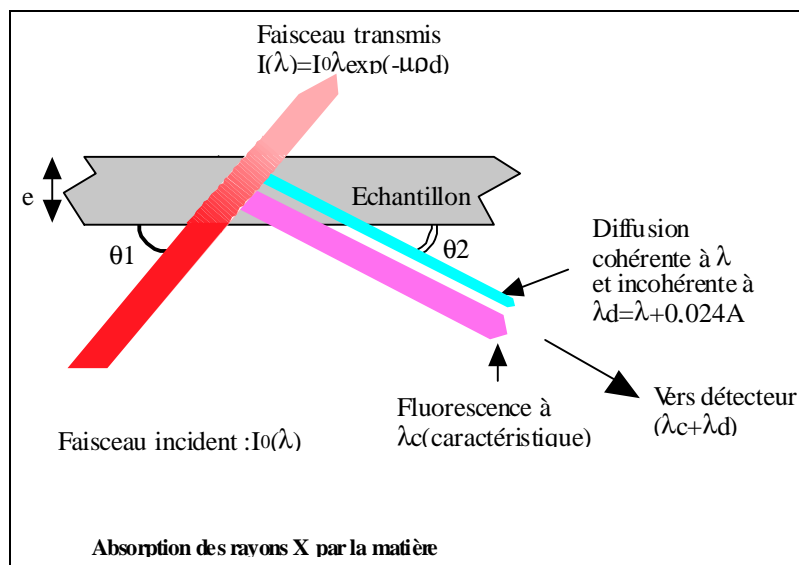 Faisceau transmis
I(λ)=I0λexp(-μρd)
e
Echantillon
θ1
θ2
Diffusion
cohérente à λ
et incohérente à
λd=λ+0.024A
Fluorescence à
λc(caractéristique)
Vers détecteur
(λc+λd)
Faisceau incident :I0(λ)
Absorption des rayons X par la matière